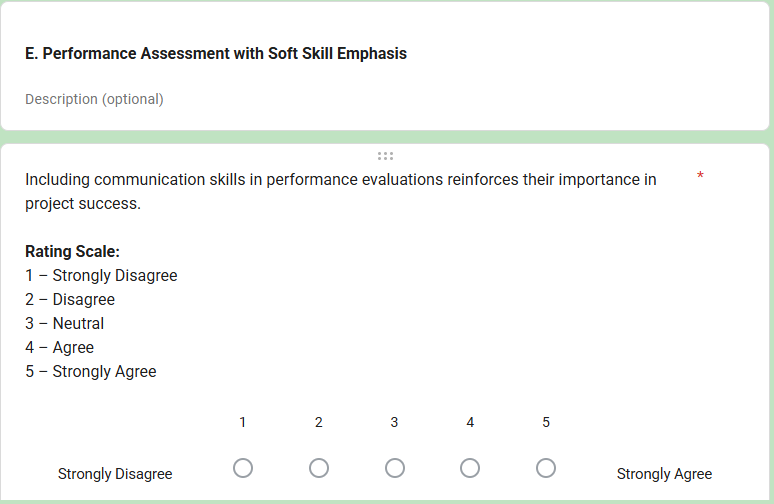 E. Performance Assessment with Soft Skill Emphasis
Description (optional)
Including communication skills in performance evaluations reinforces their importance in *
project success.
Rating Scale:
1 – Strongly Disagree
2 – Disagree
3 – Neutral
4 – Agree
5 – Strongly Agree
1 2 3 4 5
Strongly Disagree Strongly Agree